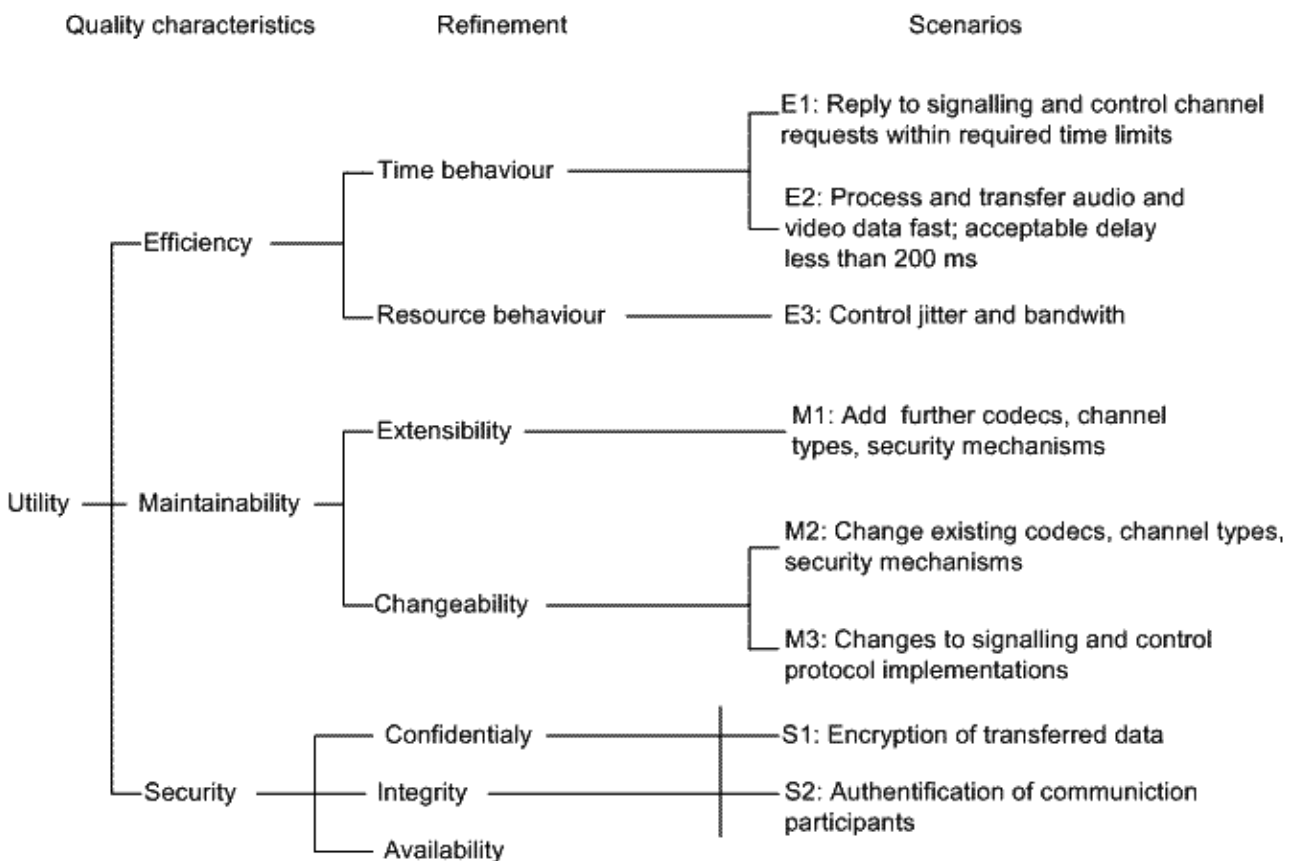 Quality characteristics
Refinement
Scenarios
E1: Reply to signalling and control channel
requests within required time limits
Time behaviour
E2: Process and transfer audio and
video data fast; acceptable delay
less than 200 ms
Efficiency
Resource behaviour
E3: Control jitter and bandwith
Extensibility
M1: Add further codecs, channel
types, security mechanisms
Utility
Maintainability
M2: Change existing codecs, channel types,
security mechanisms
Changeability
M3: Changes to signalling and control
protocol implementations
Confidentialy
S1: Encryption of transferred data
Security
Integrity
S2: Authentification of communiction
participants
Availability